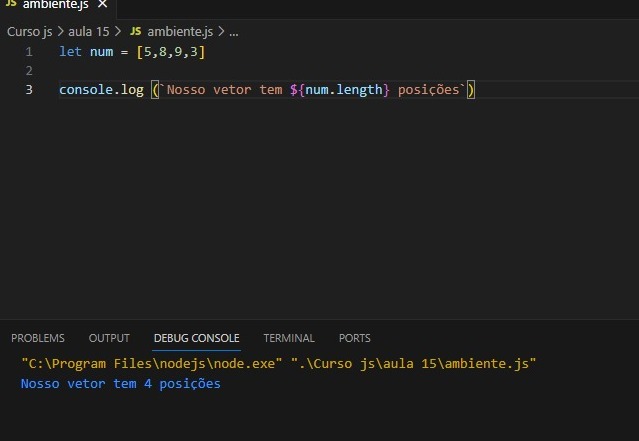 JS ambiente.js ×
Curso js > aula 15 > JS ambiente.js > ...
1 let num = [5,8,9,3]
2
3 console.log (`Nosso vetor tem ${num.length} posições`)
PROBLEMS OUTPUT DEBUG CONSOLE TERMINAL PORTS
"C:\Program Files\nodejs\node.exe" ".\Curso js\aula 15\ambiente.js"
Nosso vetor tem 4 posições